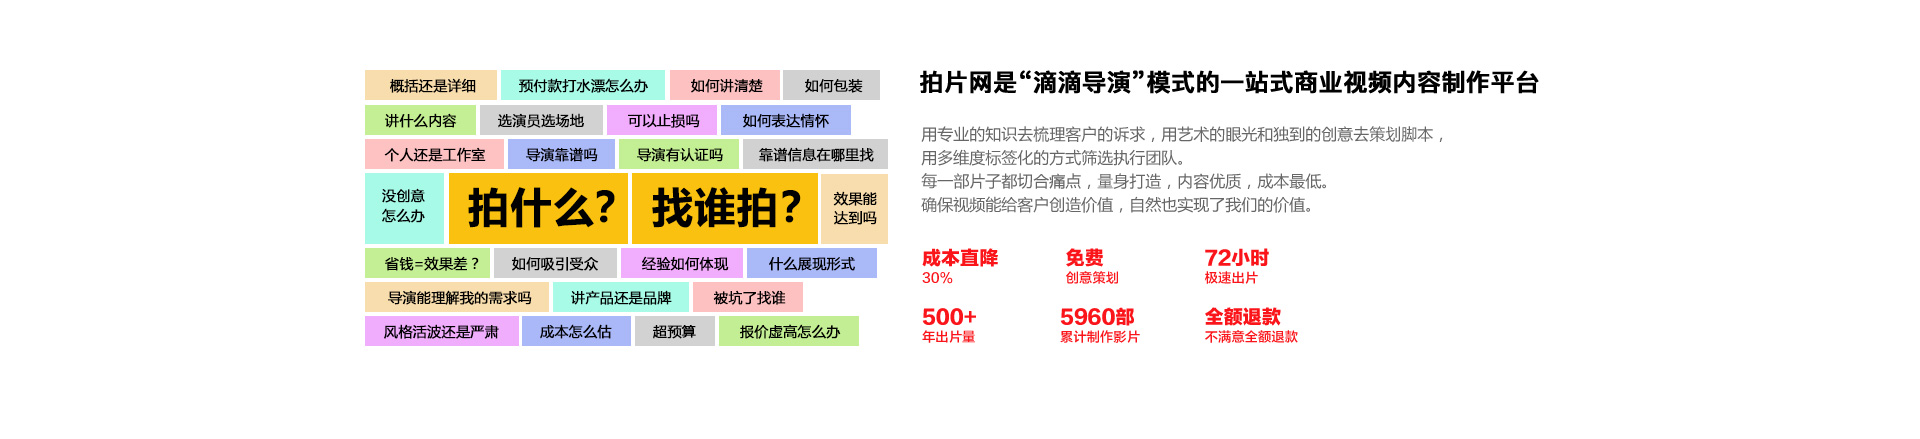 概括还是详细
预付款打水漂怎么办
如何讲清楚
如何包装
讲什么内容
选演员选场地
可以止损吗
如何表达情怀
个人还是工作室
导演靠谱吗
导演有认证吗
靠谱信息在哪里找
没创意
怎么办
拍什么?
找谁拍?
效果能
达到吗
省钱=效果差?
如何吸引受众
经验如何体现
什么展现形式
导演能理解我的需求吗
讲产品还是品牌
被坑了找谁
风格活波还是严肃
成本怎么估
超预算
报价虚高怎么办
拍片网是“滴滴导演”模式的一站式商业视频内容制作平台
用专业的知识去梳理客户的诉求，用艺术的眼光和独到的创意去策划脚本，
用多维度标签化的方式筛选执行团队。
每一部片子都切合痛点，量身打造，内容优质，成本最低。
确保视频能给客户创造价值，自然也实现了我们的价值。
成本直降
30%
免费
创意策划
72小时
极速出片
500+
年出片量
5960部
累计制作影片
全额退款
不满意全额退款